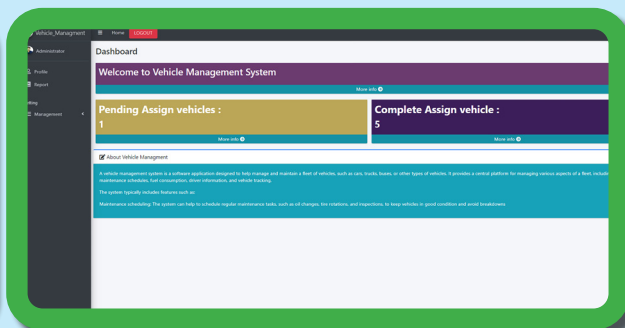 Vehicle_Managment
Home
LOGOUT
Administrator
Profile
Report
Management
Dashboard
Welcome to Vehicle Management System
More info
Pending Assign vehicles :
1
More info
Complete Assign vehicle :
5
More info
About Vehicle Managment
A vehicle management system is a software application designed to help manage and maintain a fleet of vehicles, such as cars, trucks, buses, or other types of vehicles. It provides a central platform for managing various aspects of a fleet,
maintenance schedules, fuel consumption, driver information, and vehicle tracking.
The system typically includes features such as:
Maintenance scheduling: The system can help to schedule regular maintenance tasks, such as oil changes, tire rotations, and inspections, to keep vehicles in good condition and avoid breakdowns